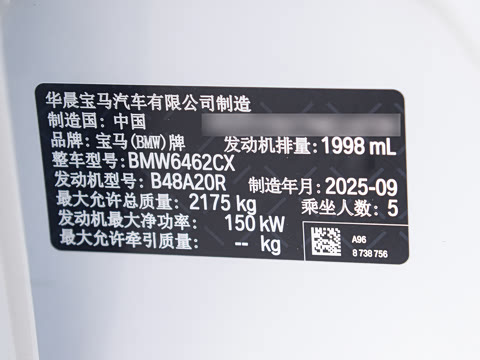 华晨宝马汽车有限公司制造
制造国: 中国
品牌: 宝马(BMW)牌 发动机排量: 1998 mL
整车型号: BMW6462CX
发动机型号: B48A20R 制造年月: 2025-09
最大允许总质量: 2175 kg 乘坐人数: 5
发动机最大净功率: 150 kW
最大允许牵引质量: -- kg
A96
8 738 756